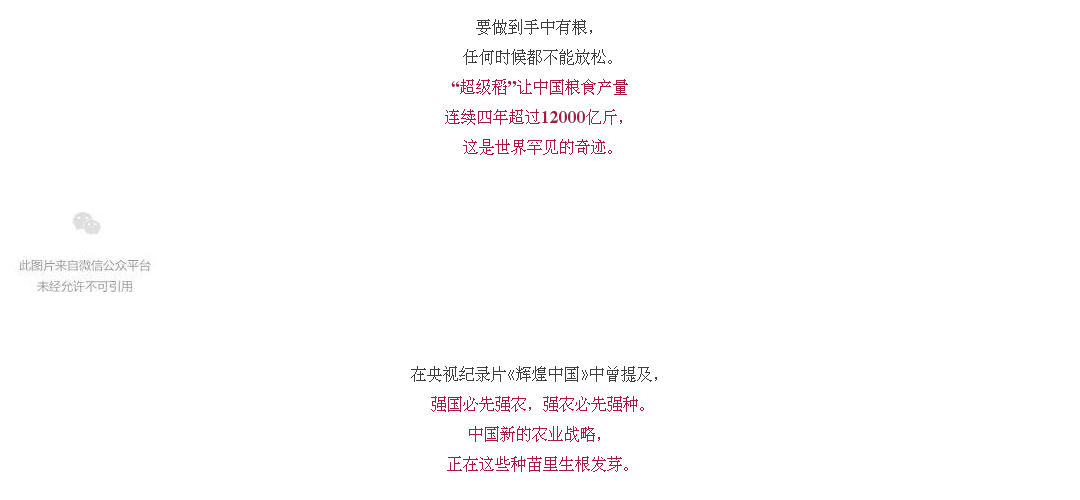 要做到手中有粮，
任何时候都不能放松。
“超级稻”让中国粮食产量
连续四年超过12000亿斤，
这是世界罕见的奇迹。
此图片来自微信公众平台
未经允许不可引用
在央视纪录片《辉煌中国》中曾提及，
强国必先强农，强农必先强种。
中国新的农业战略，
正在这些种苗里生根发芽。